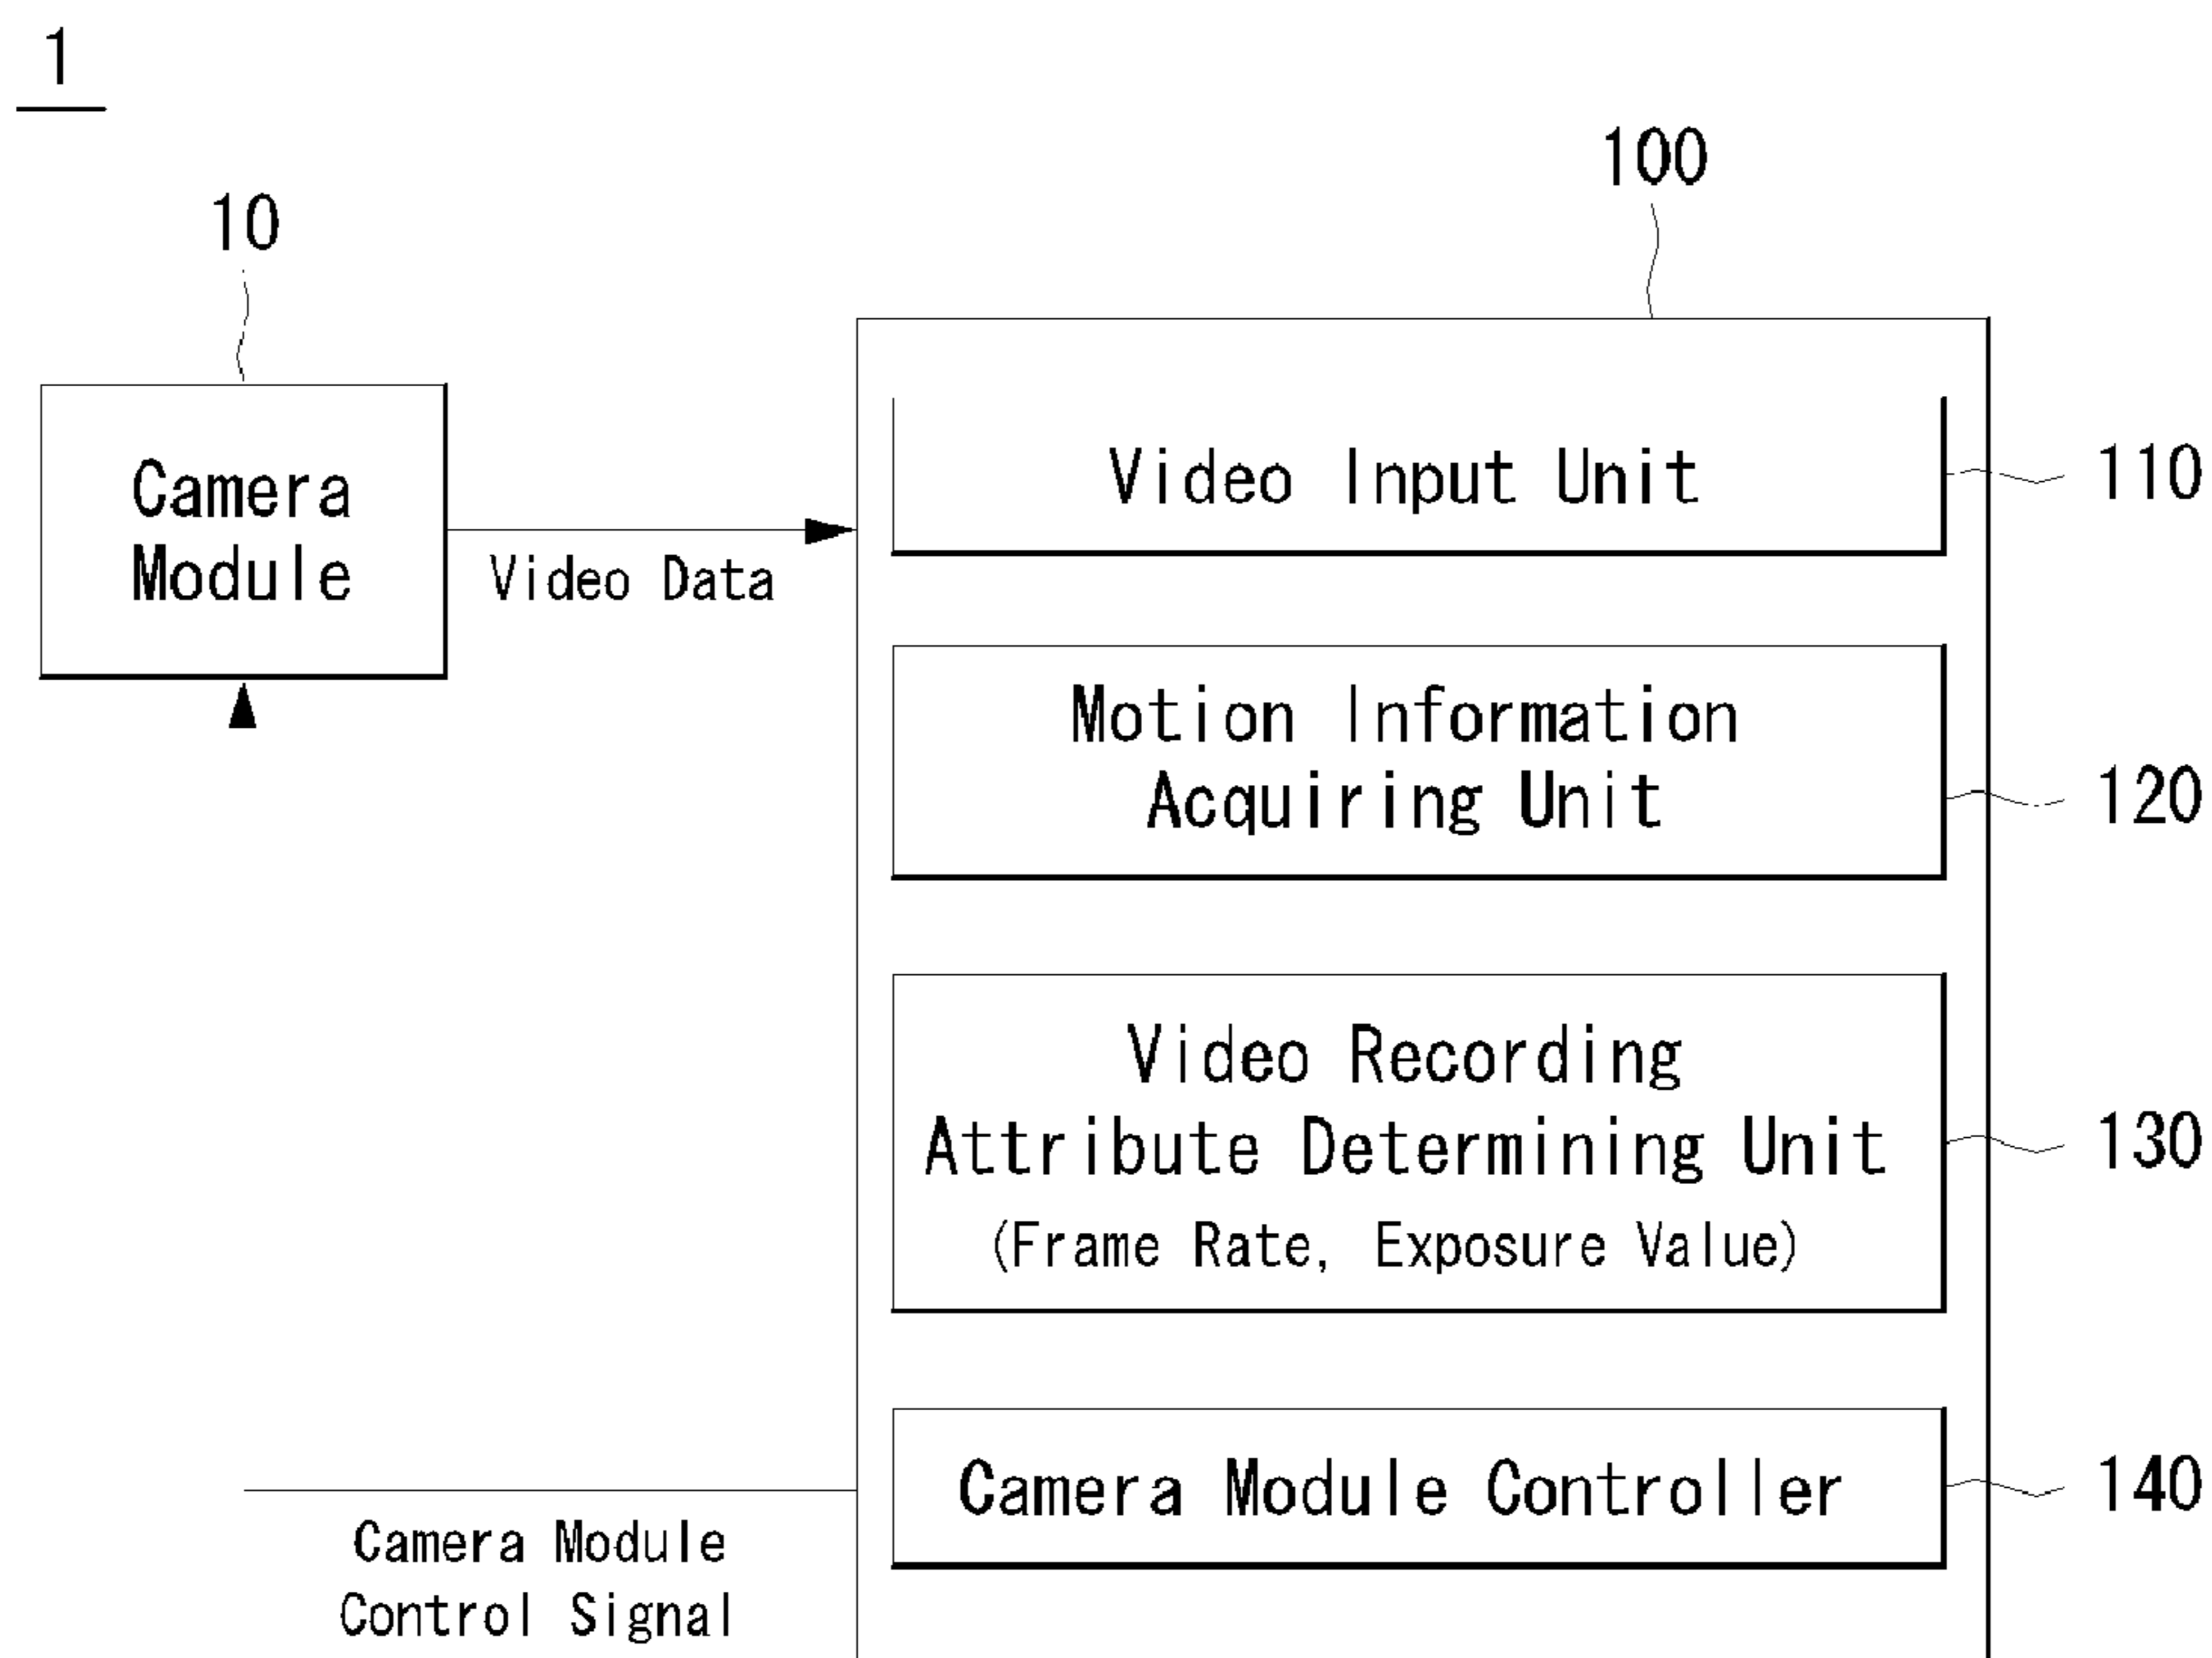 1
100
10
Camera
Module
Video Data
Video Input Unit
110
Motion Information
Acquiring Unit
120
Video Recording
Attribute Determining Unit
(Frame Rate, Exposure Value)
130
Camera Module Controller
140
Camera Module
Control Signal